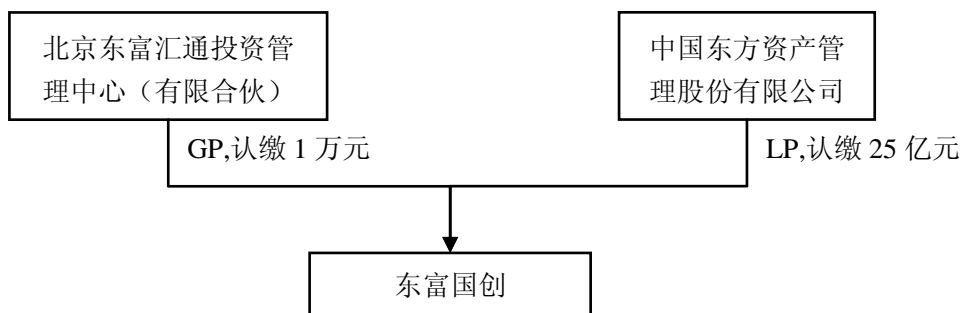 北京东富汇通投资管
理中心（有限合伙）
中国东方资产管
理股份有限公司
GP,认缴 1 万元
LP,认缴 25 亿元
东富国创